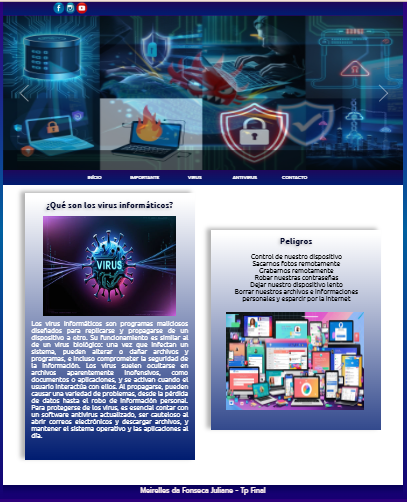 INÍCIO IMPORTANTE VIRUS ANTIVIRUS CONTACTO
¿Qué son los virus informáticos?
VIRUS
Los virus informáticos son programas maliciosos
diseñados para replicarse y propagarse de un
dispositivo a otro. Su funcionamiento es similar al
de un virus biológico: una vez que infectan un
sistema, pueden alterar o dañar archivos y
programas, e incluso comprometer la seguridad de
la información. Los virus suelen ocultarse en
archivos aparentemente inofensivos, como
documentos o aplicaciones, y se activan cuando el
usuario interactúa con ellos. Al propagarse, pueden
causar una variedad de problemas, desde la pérdida
de datos hasta el robo de información personal.
Para protegerse de los virus, es esencial contar con
un software antivirus actualizado, ser cauteloso al
abrir correos electrónicos y descargar archivos, y
mantener el sistema operativo y las aplicaciones al
día.
Peligros
Control de nuestro dispositivo
Sacarnos fotos remotamente
Grabarnos remotamente
Robar nuestras contraseñas
Dejar nuestro dispositivo lento
Borrar nuestros archivos e informaciones
personales y esparcir por la internet
Meirelles da Fonseca Juliane - Tp Final